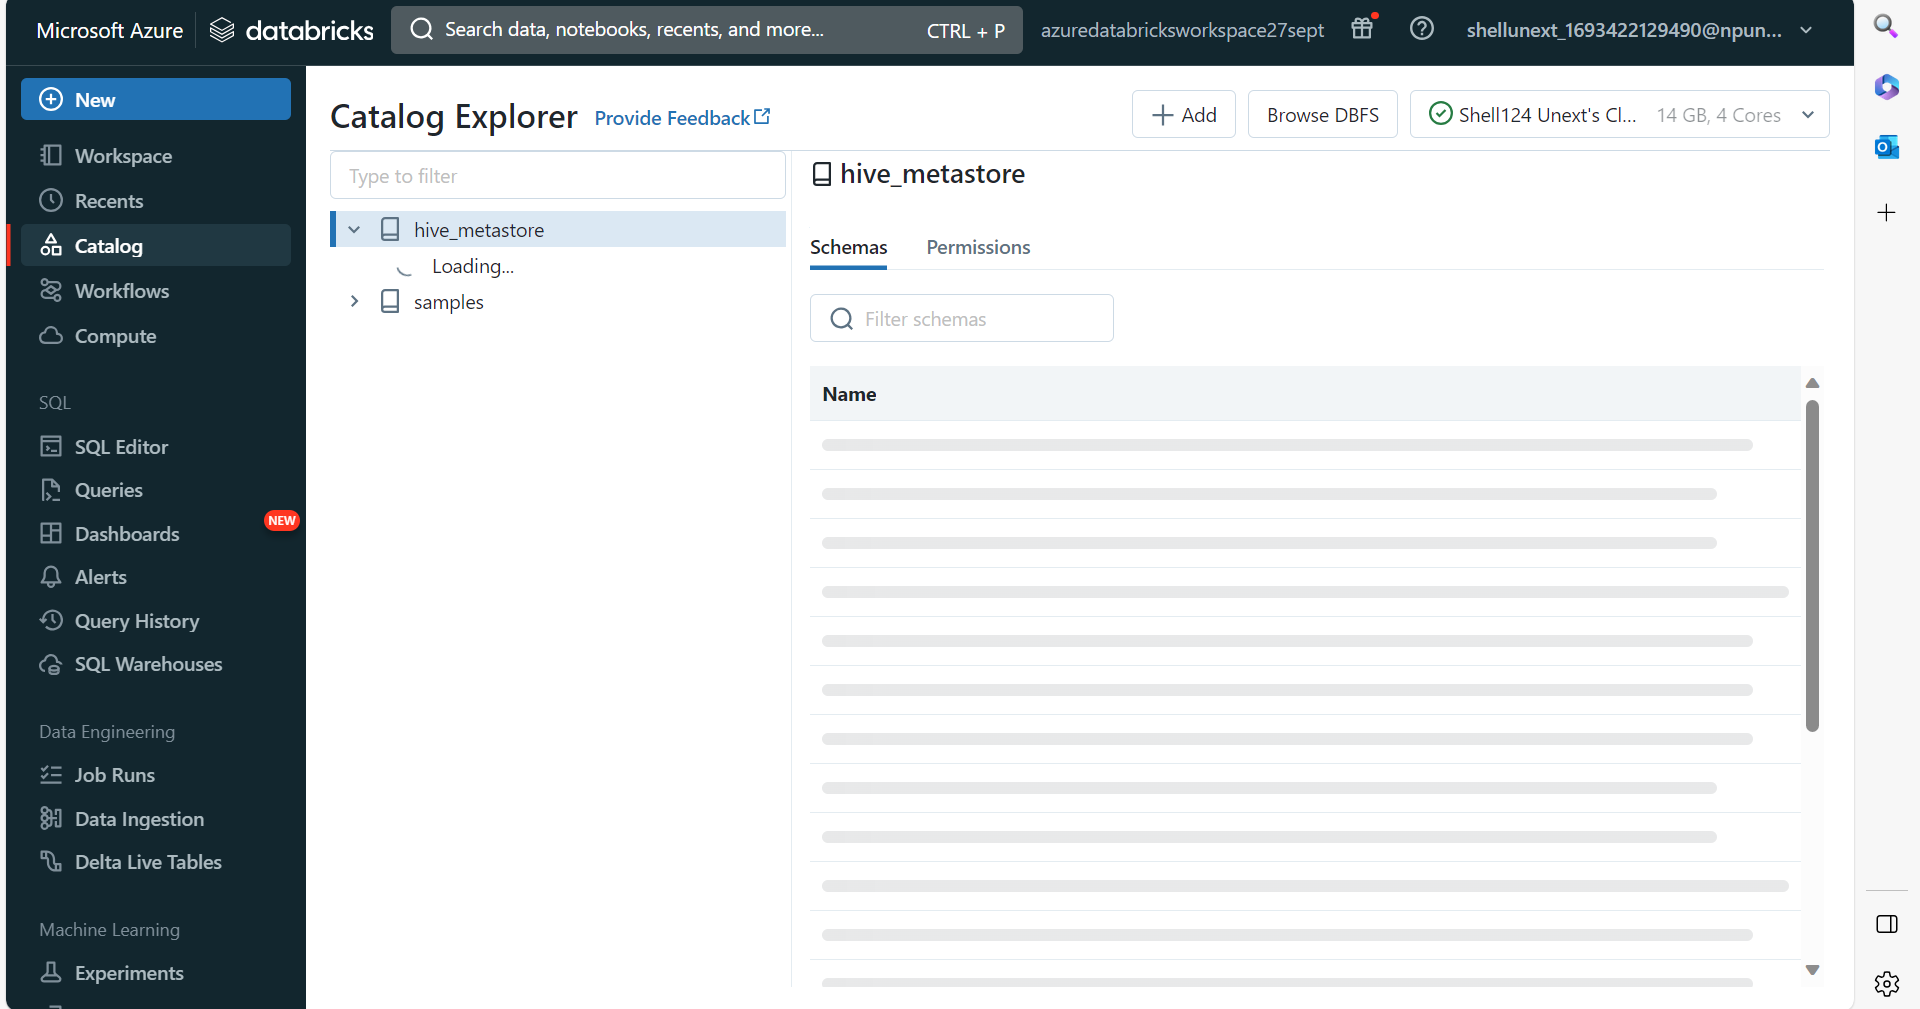 Microsoft Azure databricks Search data, notebooks, recents, and more... CTRL + P azuredatabricksworkspace27sept shellunext_1693422129490@npun...
New
Workspace
Recents
Catalog
Workflows
Compute
SQL
SQL Editor
Queries
Dashboards NEW
Alerts
Query History
SQL Warehouses
Data Engineering
Job Runs
Data Ingestion
Delta Live Tables
Machine Learning
Experiments
Catalog Explorer Provide Feedback
Add Browse DBFS Shell124 Unext's Cl... 14 GB, 4 Cores
Type to filter
hive_metastore
Loading...
samples
hive_metastore
Schemas Permissions
Filter schemas
Name